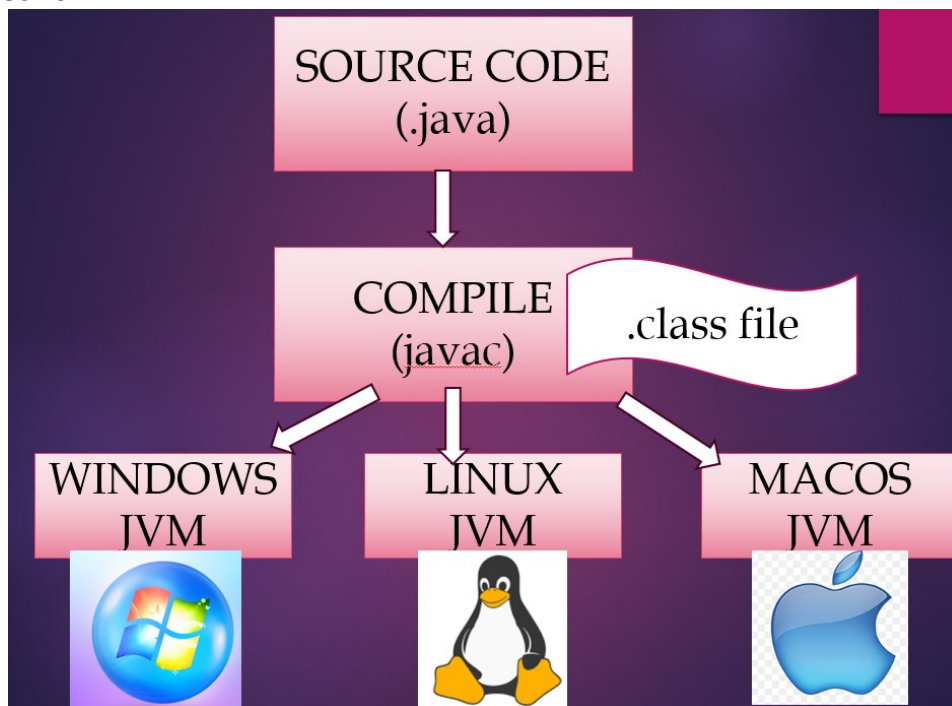 SOURCE CODE
(.java)
COMPILE
(javac)
.class file
WINDOWS
JVM
LINUX
JVM
MACOS
JVM